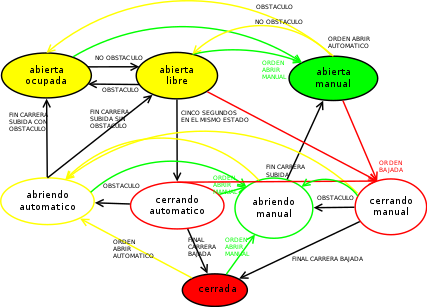 OBSTACULO
NO OBSTACULO
ORDEN ABRIR
AUTOMATICO
NO OBSTACULO
ORDEN
ABRIR
MANUAL
abierta
ocupada
abierta
libre
abierta
manual
OBSTACULO
FIN CARRERA
SUBIDA CON
OBSTACULO
FIN CARRERA
SUBIDA SIN
OBSTACULO
CINCO SEGUNDOS
EN EL MISMO ESTADO
FIN CARRERA
SUBIDA
ORDEN
BAJADA
ORDEN
ABRIR
MANUAL
OBSTACULO
OBSTACULO
abriendo
automatico
cerrando
automatico
abriendo
manual
cerrando
manual
ORDEN
ABRIR
AUTOMATICO
FINAL
CARRERA
BAJADA
ORDEN
ABRIR
MANUAL
FINAL CARRERA BAJADA
cerrada